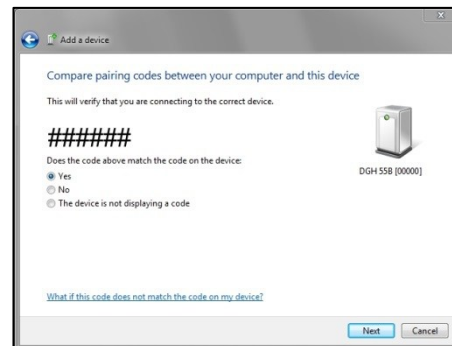 x
Add a device
Compare pairing codes between your computer and this device
This will verify that you are connecting to the correct device.
######
Does the code above match the code on the device:
Yes
No
The device is not displaying a code
DGH 55B [00000]
What if this code does not match the code on my device?
Next
Cancel